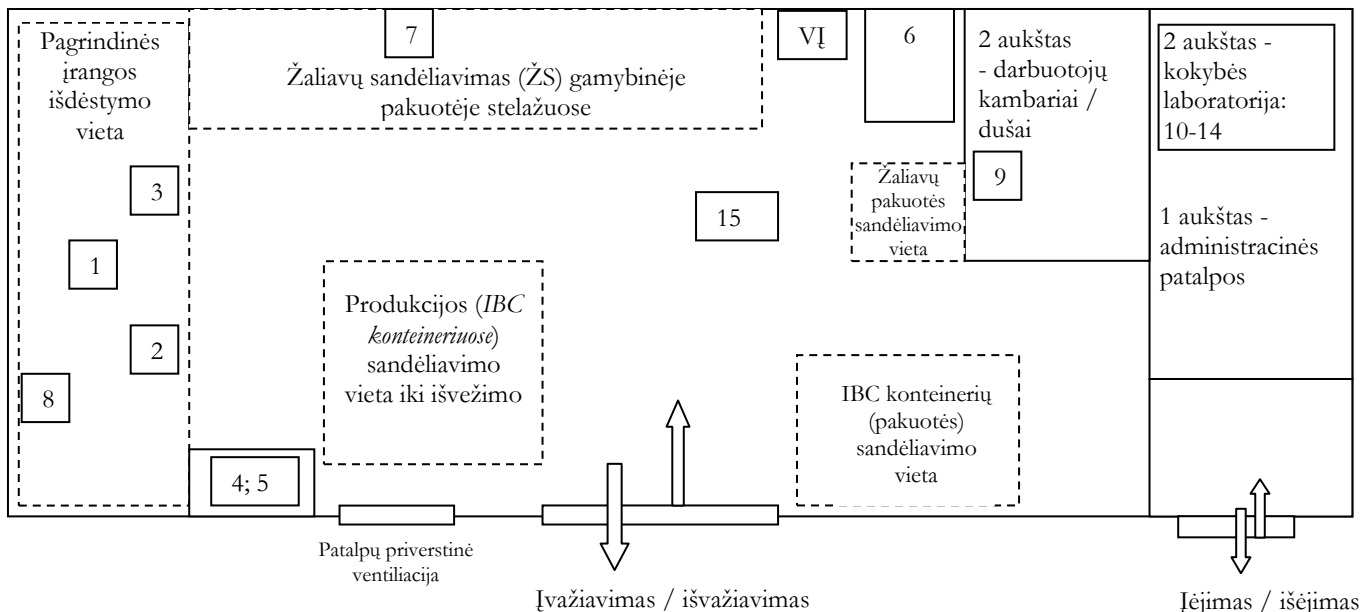 Pagrindinės
įrangos
išdėstymo
vieta
3
1
2
8
4; 5
7
Žaliavų sandėliavimas (ŽS) gamybinėje
pakuotėje stelažuose
VĮ
6
2 aukštas
- darbuotojų
kambariai /
dušai
9
2 aukštas -
kokybės
laboratorija:
10-14
1 aukštas -
administracinės
patalpos
15
Žaliavų
pakuotės
sandėliavimo
vieta
Produkcijos (IBC
konteineriuose)
sandėliavimo
vieta iki išvežimo
IBC konteinerių
(pakuotės)
sandėliavimo
vieta
Patalpų priverstinė
ventiliacija
Įvažiavimas / išvažiavimas
Įėjimas / išėjimas